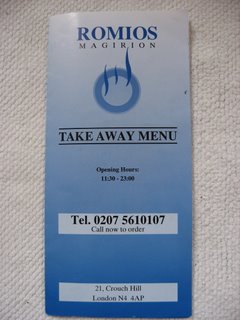 ROMIOS
MAGIRION
TAKE AWAY MENU
Opening Hours:
11:30 - 23:00
Tel. 0207 5610107
Call now to order
21, Crouch Hill
London N4 4AP